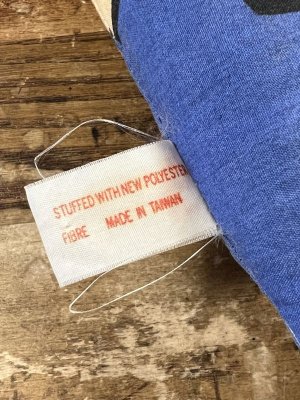 STUFFED WITH NEW POLYESTER
FIBRE MADE IN TAIWAN